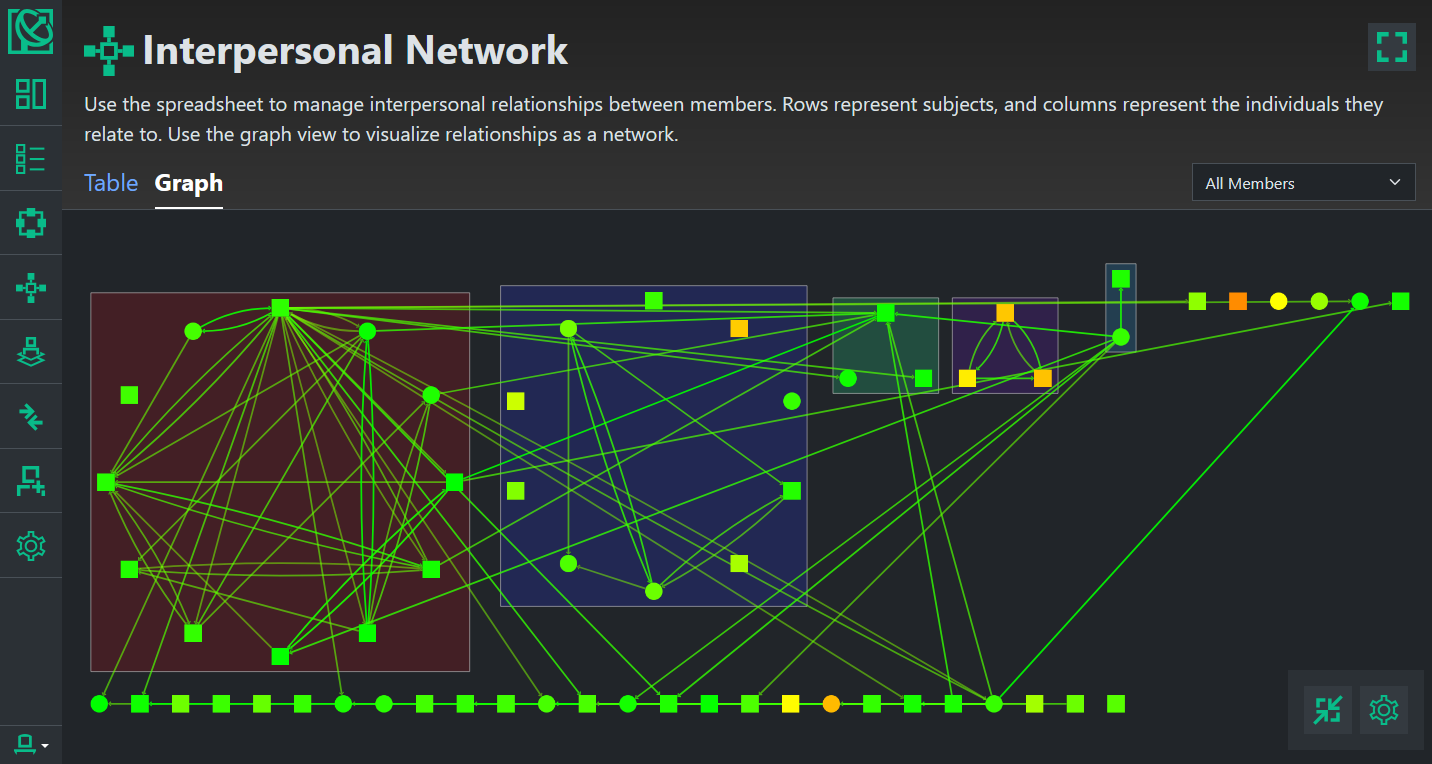 Interpersonal Network
Use the spreadsheet to manage interpersonal relationships between members. Rows represent subjects, and columns represent the individuals they
relate to. Use the graph view to visualize relationships as a network.
Table Graph
All Members